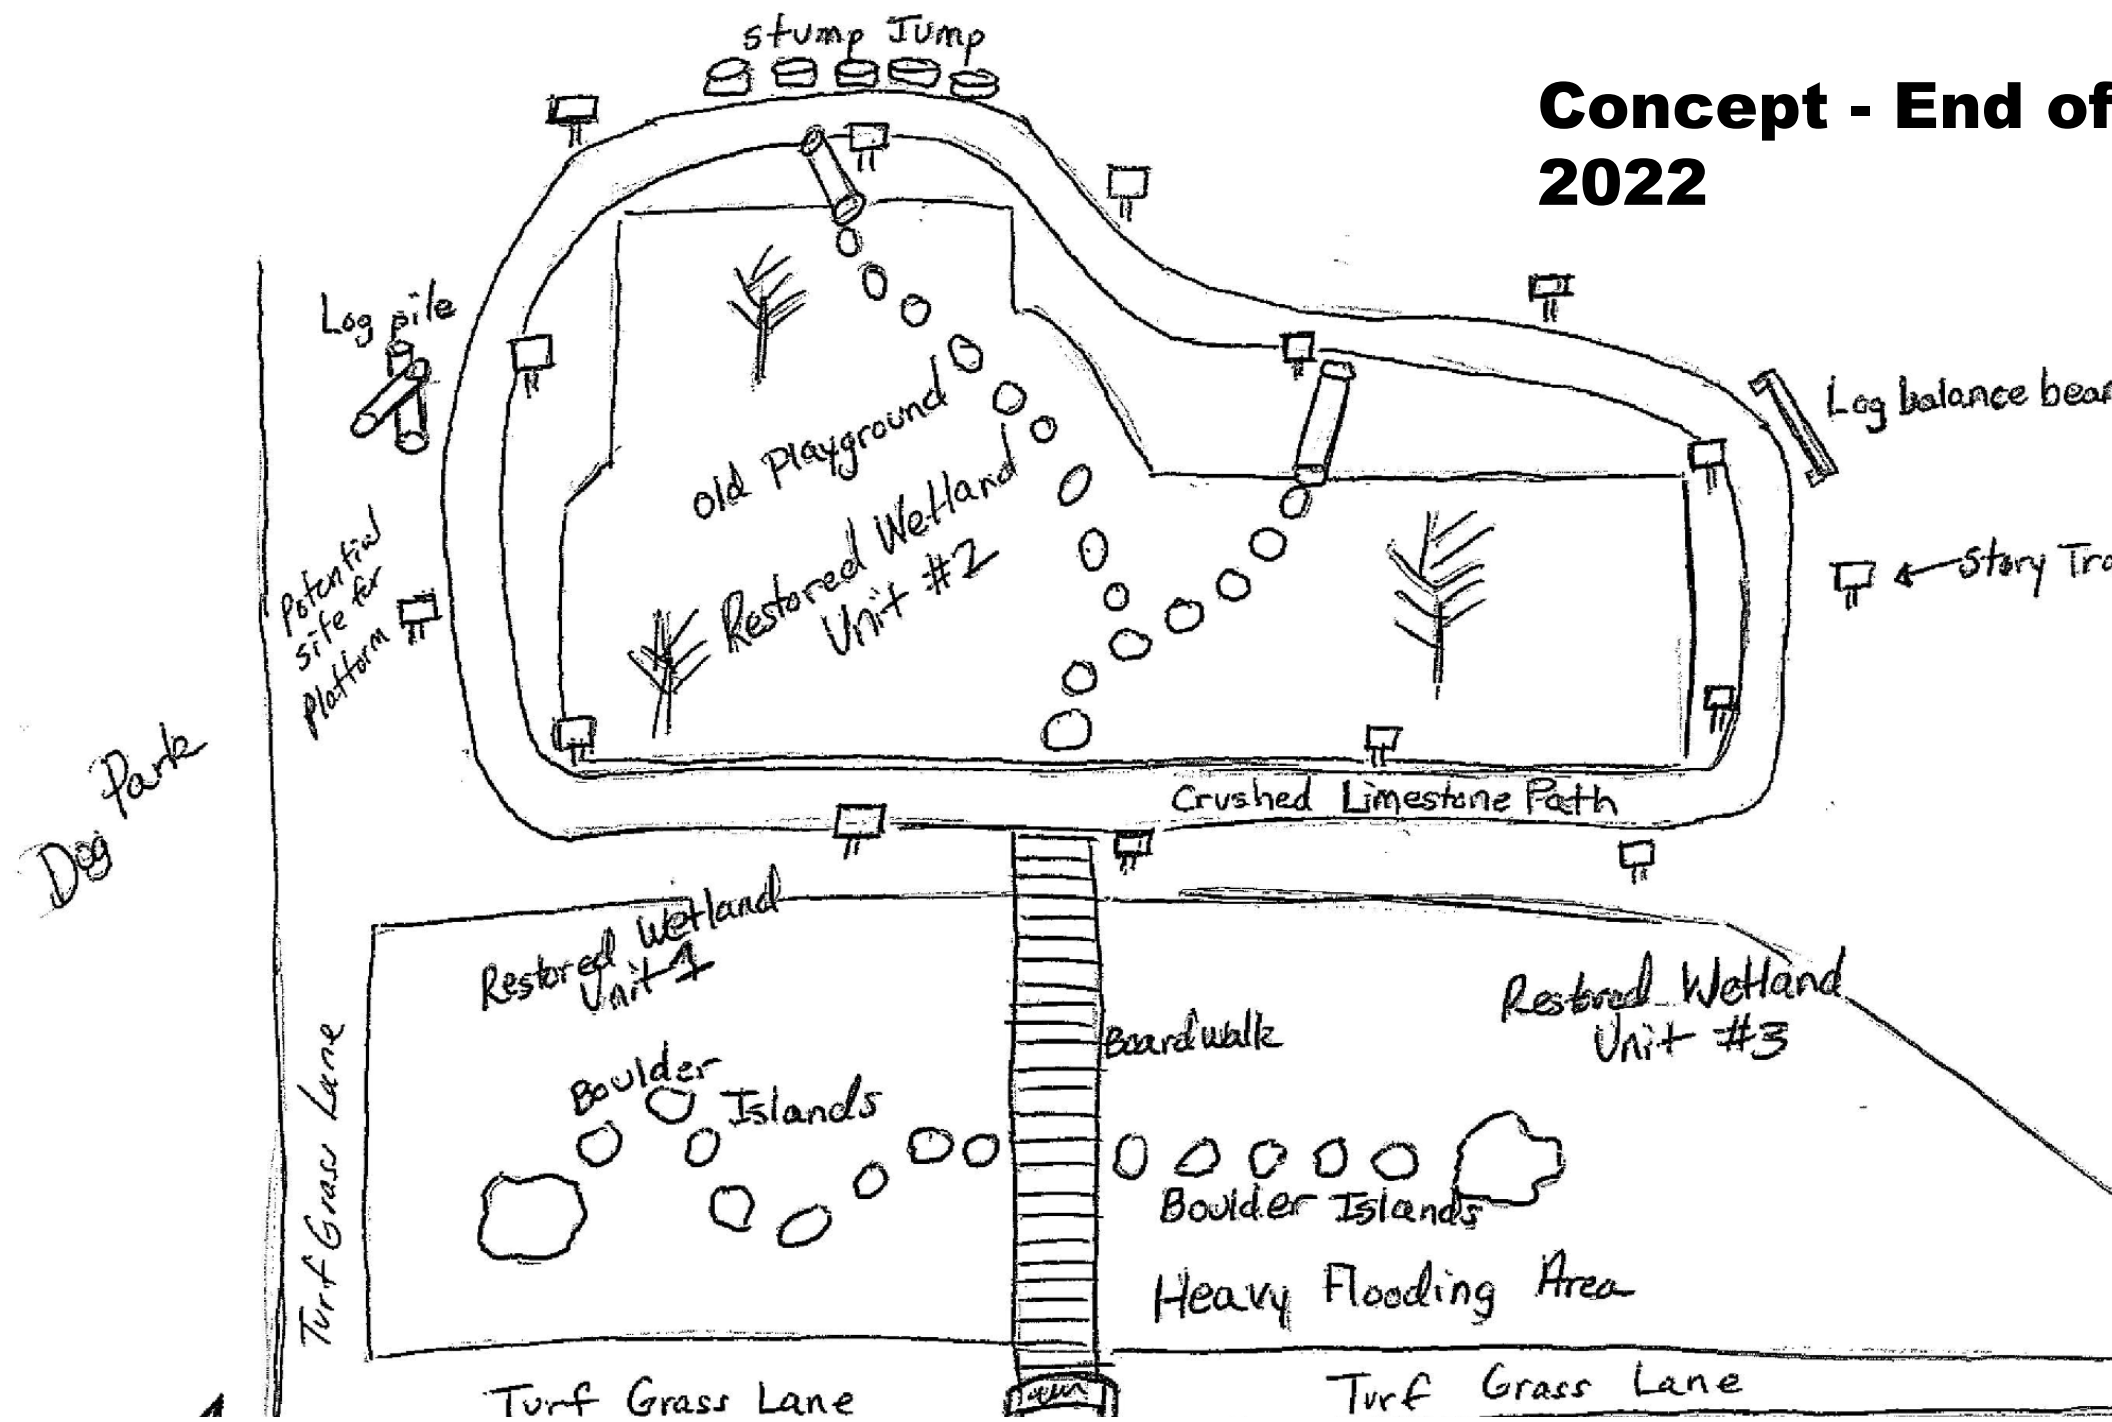 stump Jump
Concept - End of
2022
Log pile
Log balance
old Playground
Restored Wetland
Unit #2
Potential
site for
Platform
Story
Dog Park
Crushed Limestone Path
Restored Wetland
Unit 1
Restored Wetland
Unit #3
Boardwalk
Boulder
Islands
Boulder Islands
Heavy Flooding Area
Turf Grass Lane
Turf Grass Lane
Turf Grass Lane